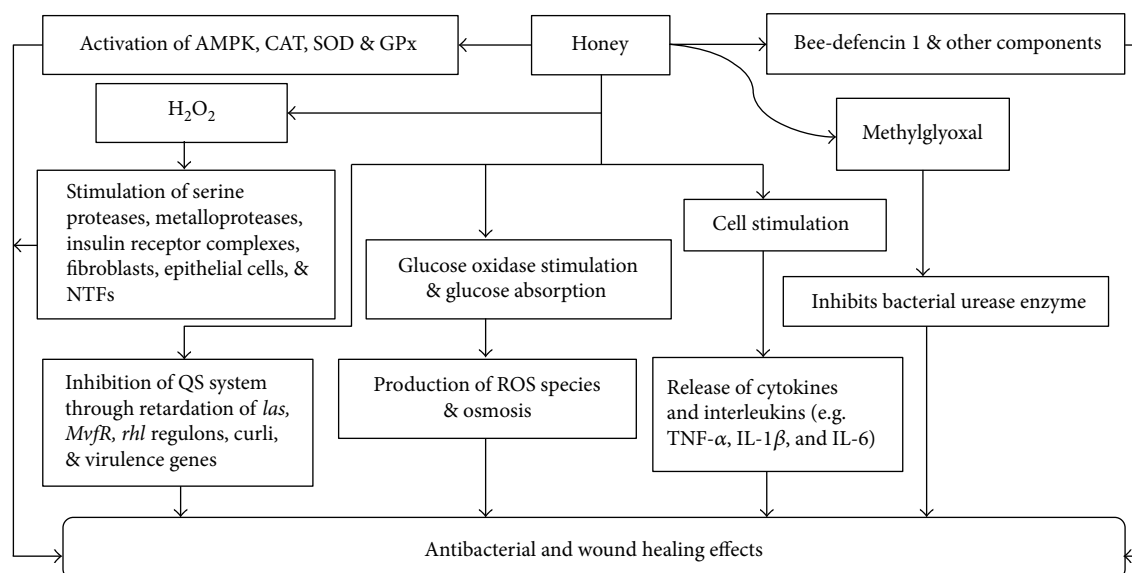 Activation of AMPK, CAT, SOD & GPx
Honey
Bee-defencin 1 & other components
H₂O₂
Methylglyoxal
Stimulation of serine
proteases, metalloproteases,
insulin receptor complexes,
fibroblasts, epithelial cells, &
NTFs
Cell stimulation
Glucose oxidase stimulation
& glucose absorption
Inhibits bacterial urease enzyme
Inhibition of QS system
through retardation of las,
MvfR, rhl regulons, curli,
& virulence genes
Production of ROS species
& osmosis
Release of cytokines
and interleukins (e.g.
TNF-α, IL-1β, and IL-6)
Antibacterial and wound healing effects